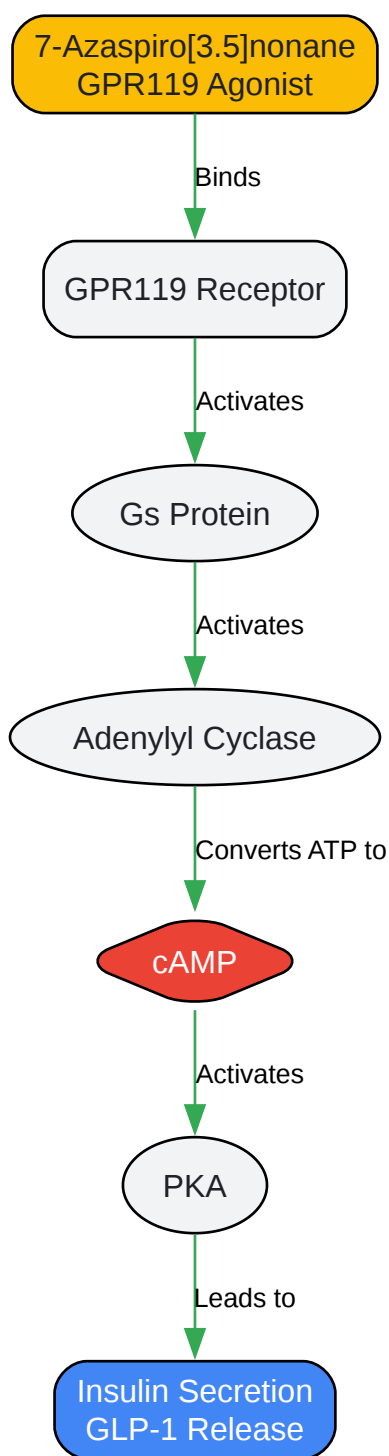 7-Azaspiro[3.5]nonane
GPR119 Agonist
Binds
GPR119 Receptor
Activates
Gs Protein
Activates
Adenylyl Cyclase
Converts ATP to
cAMP
Activates
PKA
Leads to
Insulin Secretion
GLP-1 Release